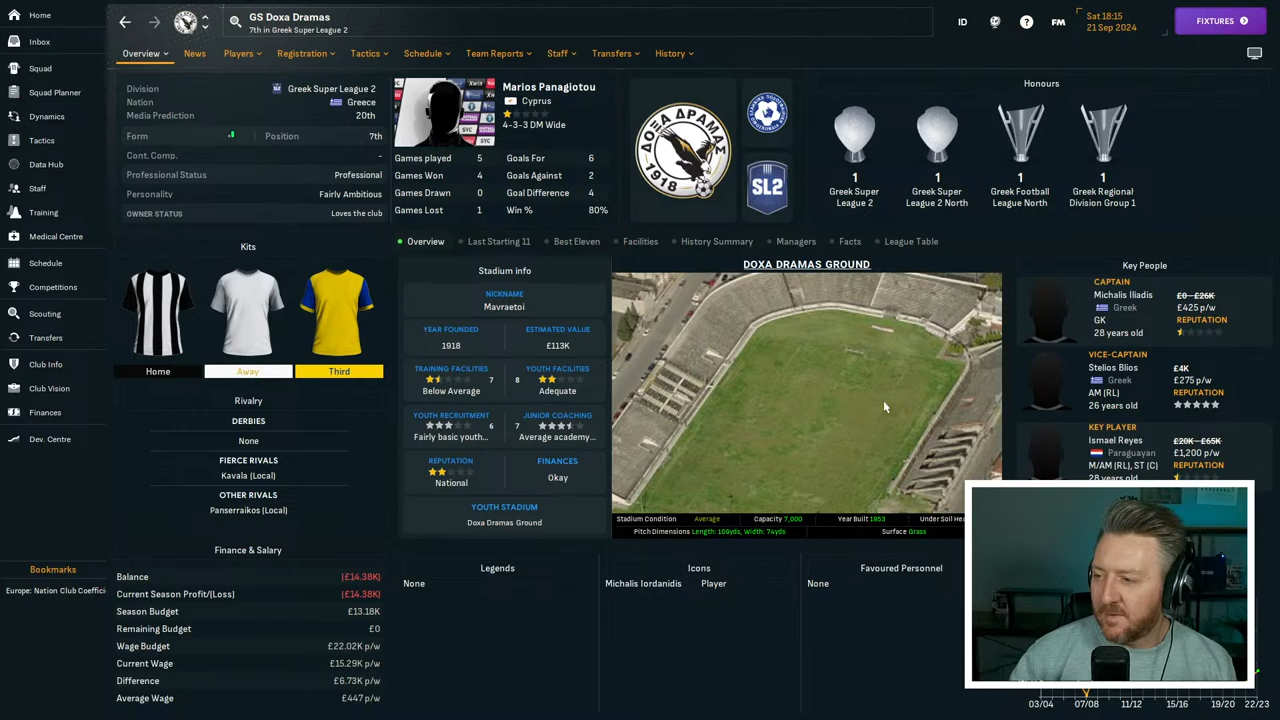 Home
GS Doxa Dramas
7th in Greek Super League 2
ID
FM
Sat 18:15
21 Sep 2024
FIXTURES
Inbox
Overview
News
Players
Registration
Tactics
Schedule
Team Reports
Staff
Transfers
History
Squad
Squad Planner
Dynamics
Tactics
Data Hub
Staff
Training
Medical Centre
Schedule
Competitions
Scouting
Transfers
Club Info
Club Vision
Finances
Dev. Centre
Bookmarks
Europe: Nation Club Coeffici
Division Greek Super League 2
Nation Greece
Media Prediction 20th
Form Position 7th
Cont. Comp. -
Professional Status Professional
Personality Fairly Ambitious
OWNER STATUS Loves the club
Marios Panagiotou
Cyprus
4-3-3 DM Wide
Games played 5 Goals For 6
Games Won 4 Goals Against 2
Games Drawn 0 Goal Difference 4
Games Lost 1 Win % 80%
ΔΟΞΑ ΔΡΑΜΑΣ
1918
SL2
Honours
1 1 1 1
Greek Super League 2
Greek Super League 2 North
Greek Football League North
Greek Regional Division Group 1
Kits
Home Away Third
Rivalry
DERBIES
None
FIERCE RIVALS
Kavala (Local)
OTHER RIVALS
Panserraikos (Local)
Finance & Salary
Balance (£14.38K)
Current Season Profit/(Loss) (£14.38K)
Season Budget £13.18K
Remaining Budget £0
Wage Budget £22.02K p/w
Current Wage £15.29K p/w
Difference £6.73K p/w
Average Wage £447 p/w
Overview Last Starting 11 Best Eleven Facilities History Summary Managers Facts League Table
Stadium info
NICKNAME
Mavraetoi
YEAR FOUNDED ESTIMATED VALUE
1918 £113K
TRAINING FACILITIES YOUTH FACILITIES
7 8
Below Average Adequate
YOUTH RECRUITMENT JUNIOR COACHING
6 7
Fairly basic youth... Average academy...
REPUTATION FINANCES
National Okay
YOUTH STADIUM
Doxa Dramas Ground
DOXA DRAMAS GROUND
Stadium Condition Average Capacity 7,000 Year Built 1953 Under Soil Hea
Pitch Dimensions Length: 109yds, Width: 74yds Surface Grass
Key People
CAPTAIN
Michalis Iliadis £0 - £26K
Greek £425 p/w
GK REPUTATION
28 years old
VICE-CAPTAIN
Stelios Blios £4K
Greek £275 p/w
AM (RL) REPUTATION
26 years old
KEY PLAYER
Ismael Reyes £20K - £65K
Paraguayan £1,200 p/w
M/AM (RL), ST (C) REPUTATION
28 years old
Legends
None
Icons
Michalis Iordanidis Player
Favoured Personnel
None
03/04 07/08 11/12 15/16 19/20 22/23